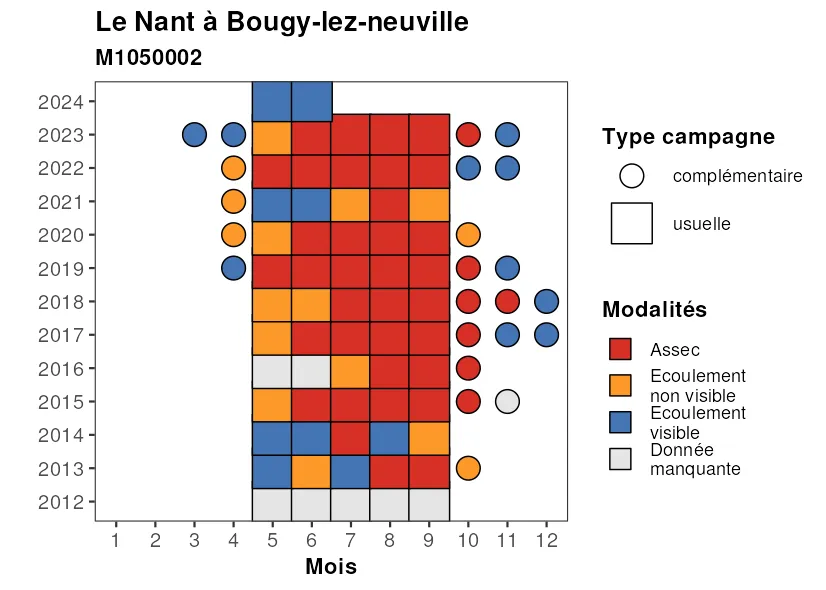 Le Nant à Bougy-lez-neuville
M1050002
2024
2023
2022
2021
2020
2019
2018
2017
2016
2015
2014
2013
2012
1 2 3 4 5 6 7 8 9 10 11 12
Mois
Type campagne
complémentaire
usuelle
Modalités
Assec
Ecoulement
non visible
Ecoulement
visible
Donnée
manquante